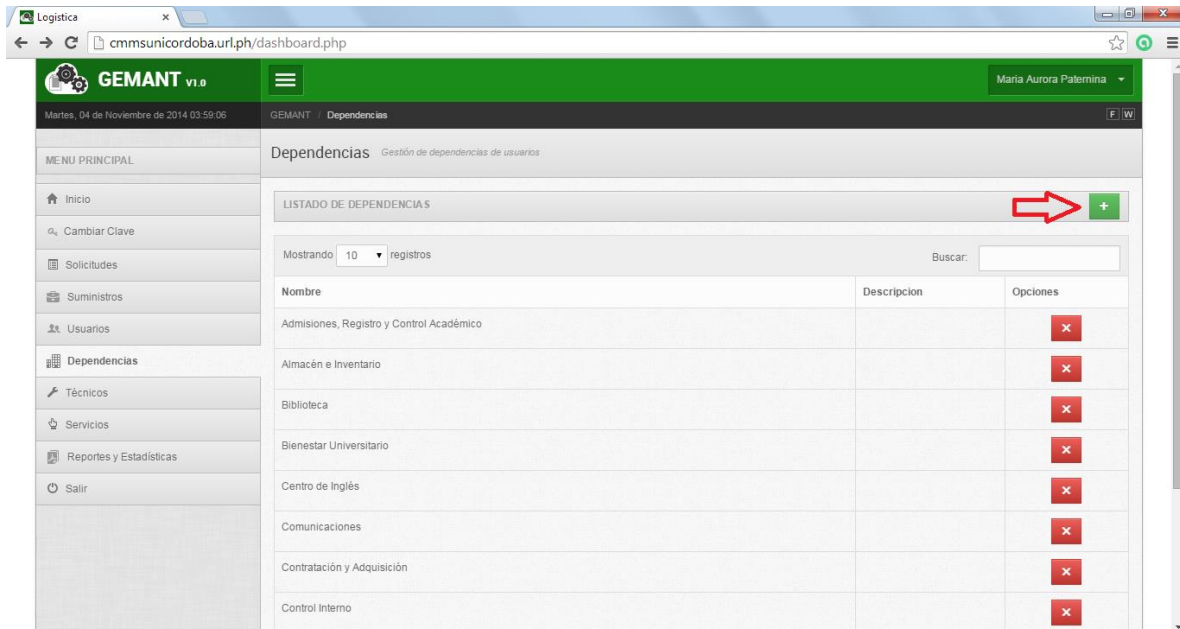 Logistica
cmmsunicordoba.url.ph/dashboard.php
GEMANT V1.0
Maria Aurora Paternina
Martes, 04 de Noviembre de 2014 03:59:06
GEMANT / Dependencias
F W
MENU PRINCIPAL
Inicio
Cambiar Clave
Solicitudes
Suministros
Usuarios
Dependencias
Técnicos
Servicios
Reportes y Estadísticas
Salir
Dependencias Gestión de dependencias de usuarios
LISTADO DE DEPENDENCIAS
+
Mostrando 10 registros
Buscar:
Nombre Descripcion Opciones
Admisiones, Registro y Control Académico
Almacén e Inventario
Biblioteca
Bienestar Universitario
Centro de Inglés
Comunicaciones
Contratación y Adquisición
Control Interno